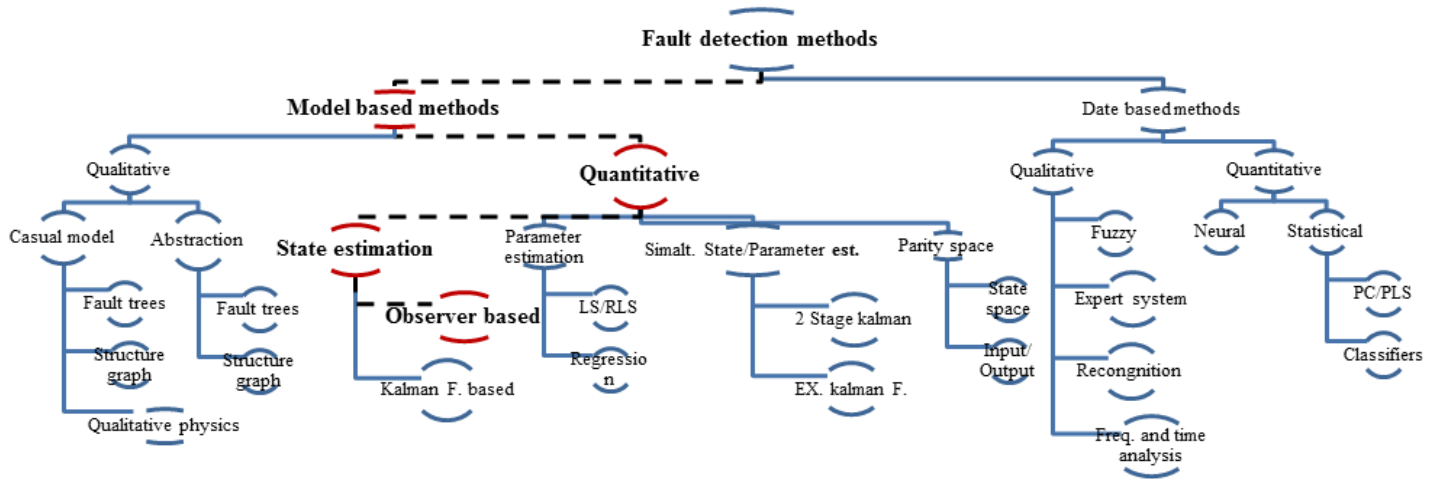 Fault detection methods
Model based methods
Date based methods
Qualitative
Quantitative
Qualitative
Quantitative
Casual model
Abstraction
State estimation
Parameter
estimation
Simalt. State/Parameter est.
Parity space
Fuzzy
Neural
Statistical
Fault trees
Fault trees
Observer based
LS/RLS
2 Stage kalman
State
space
Expert system
PC/PLS
Structure
graph
Structure
graph
Kalman F. based
Regressio
n
EX. kalman F.
Input/
Output
Recongnition
Classifiers
Qualitative physics
Freq. and time
analysis